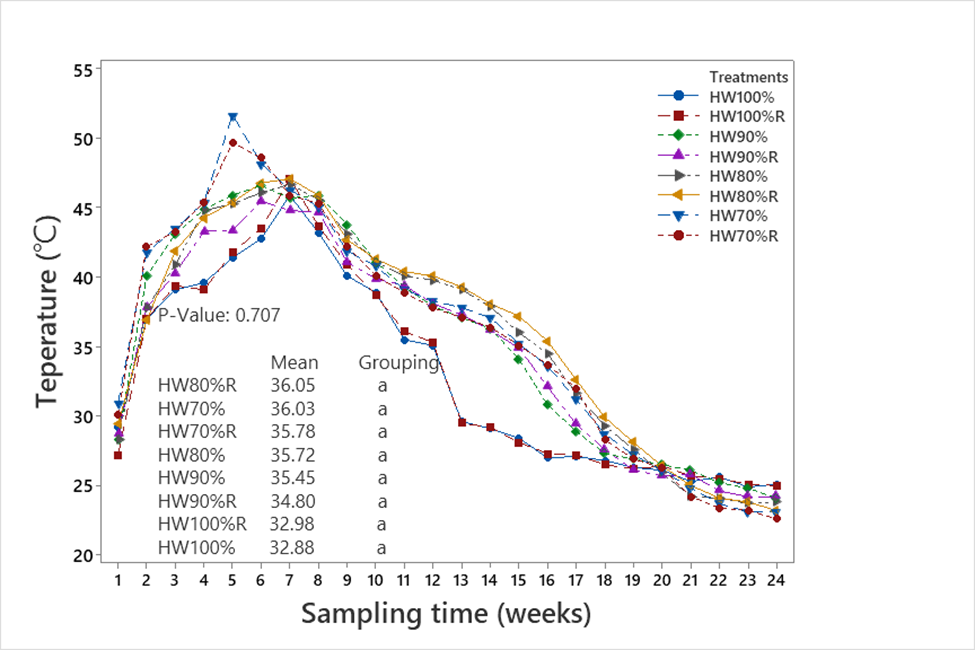 Treatments
HW100%
HW100%R
HW90%
HW90%R
HW80%
HW80%R
HW70%
HW70%R
55
50
45
40
35
30
25
20
Teperature (°C)
P-Value: 0.707
Mean Grouping
HW80%R 36.05 a
HW70% 36.03 a
HW70%R 35.78 a
HW80% 35.72 a
HW90% 35.45 a
HW90%R 34.80 a
HW100%R 32.98 a
HW100% 32.88 a
1 2 3 4 5 6 7 8 9 10 11 12 13 14 15 16 17 18 19 20 21 22 23 24
Sampling time (weeks)